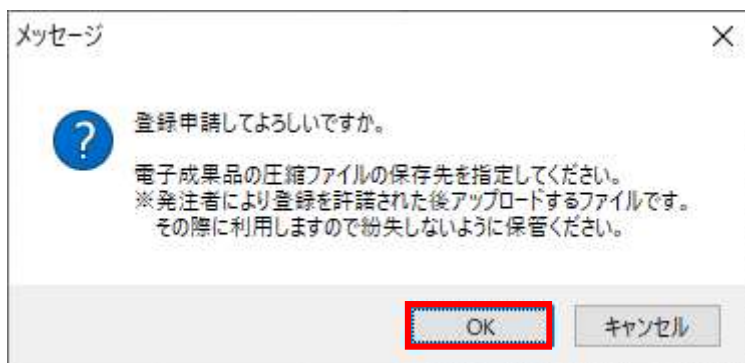 メッセージ
登録申請してよろしいですか。
電子成果品の圧縮ファイルの保存先を指定してください。
※発注者により登録を許諾された後アップロードするファイルです。
その際に利用しますので紛失しないように保管ください。
OK
キャンセル